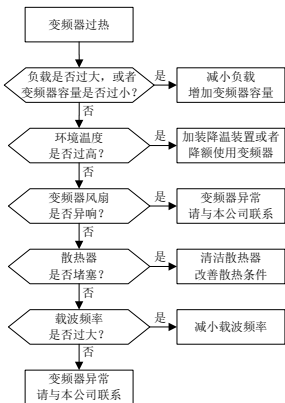 变频器过热
负载是否过大，或者
变频器容量是否过小？
是
减小负载
增加变频器容量
否
环境温度
是否过高？
是
加装降温装置或者
降额使用变频器
否
变频器风扇
是否异响？
是
变频器异常
请与本公司联系
否
散热器
是否堵塞？
是
清洁散热器
改善散热条件
否
载波频率
是否过大？
是
减小载波频率
否
变频器异常
请与本公司联系